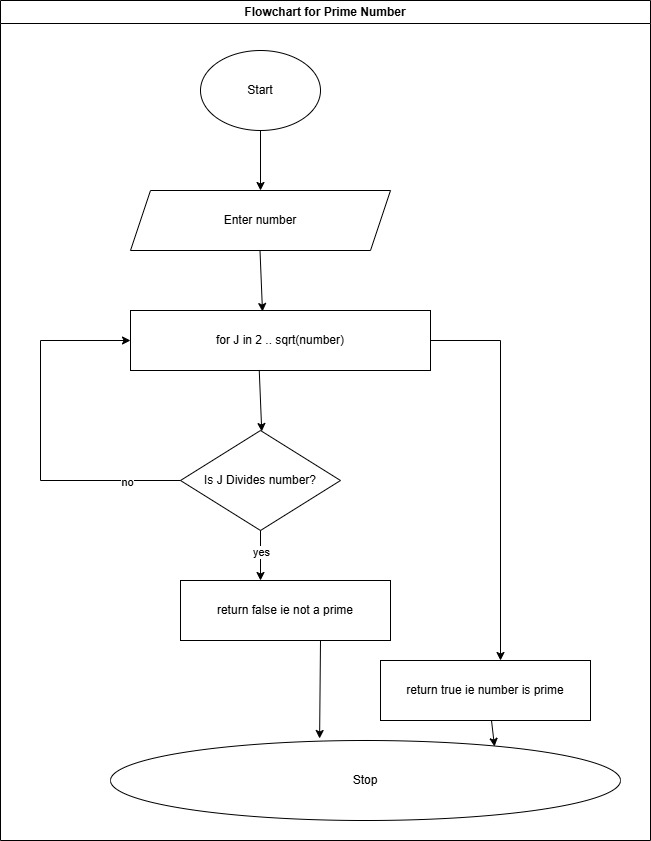 Flowchart for Prime Number
Start
Enter number
for J in 2 .. sqrt(number)
Is J Divides number?
no
yes
return false ie not a prime
return true ie number is prime
Stop